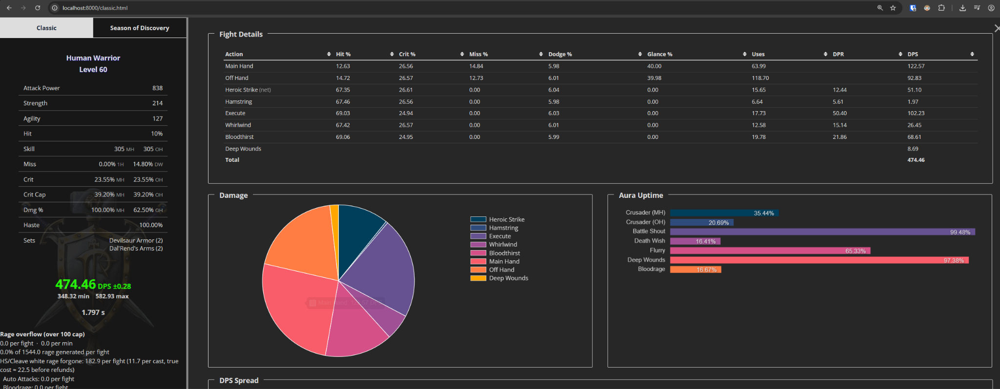 localhost:8000/classic.html
Classic
Season of Discovery
Human Warrior
Level 60
Attack Power 838
Strength 214
Agility 127
Hit 10%
Skill 305 MH 305 OH
Miss 0.00% 1H 14.80% DW
Crit 23.55% MH 23.55% OH
Crit Cap 39.20% MH 39.20% OH
Dmg % 100.00% MH 62.50% OH
Haste 100.00%
Sets Devilsaur Armor (2)
Dal'Rend's Arms (2)
474.46 DPS ±0.28
348.32 min 582.93 max
1.797 s
Rage overflow (over 100 cap)
0.0 per fight · 0.0 per min
0.0% of 1544.0 rage generated per fight
HS/Cleave white rage forgone: 182.9 per fight (11.7 per cast, true
cost ≈ 22.5 before refunds)
Auto Attacks: 0.0 per fight
Bloodrage: 0.0 per fight
Fight Details
Action Hit % Crit % Miss % Dodge % Glance % Uses DPR DPS
Main Hand 12.63 26.56 14.84 5.98 40.00 63.99 122.57
Off Hand 14.72 26.57 12.73 6.01 39.98 118.70 92.83
Heroic Strike (net) 67.35 26.61 0.00 6.04 0.00 15.65 12.44 51.10
Hamstring 67.46 26.56 0.00 5.98 0.00 6.64 5.61 1.97
Execute 69.03 24.94 0.00 6.03 0.00 17.73 50.40 102.23
Whirlwind 67.42 26.57 0.00 6.01 0.00 12.58 15.14 26.45
Bloodthirst 69.06 24.95 0.00 5.99 0.00 19.78 21.86 68.61
Deep Wounds 8.69
Total 474.46
Damage
Heroic Strike
Hamstring
Execute
Whirlwind
Bloodthirst
Main Hand
Off Hand
Deep Wounds
Main Hand: 122.57 DPS
Aura Uptime
Crusader (MH) 35.44%
Crusader (OH) 20.69%
Battle Shout 99.48%
Death Wish 16.41%
Flurry 65.33%
Deep Wounds 97.38%
Bloodrage 16.67%
DPS Spread